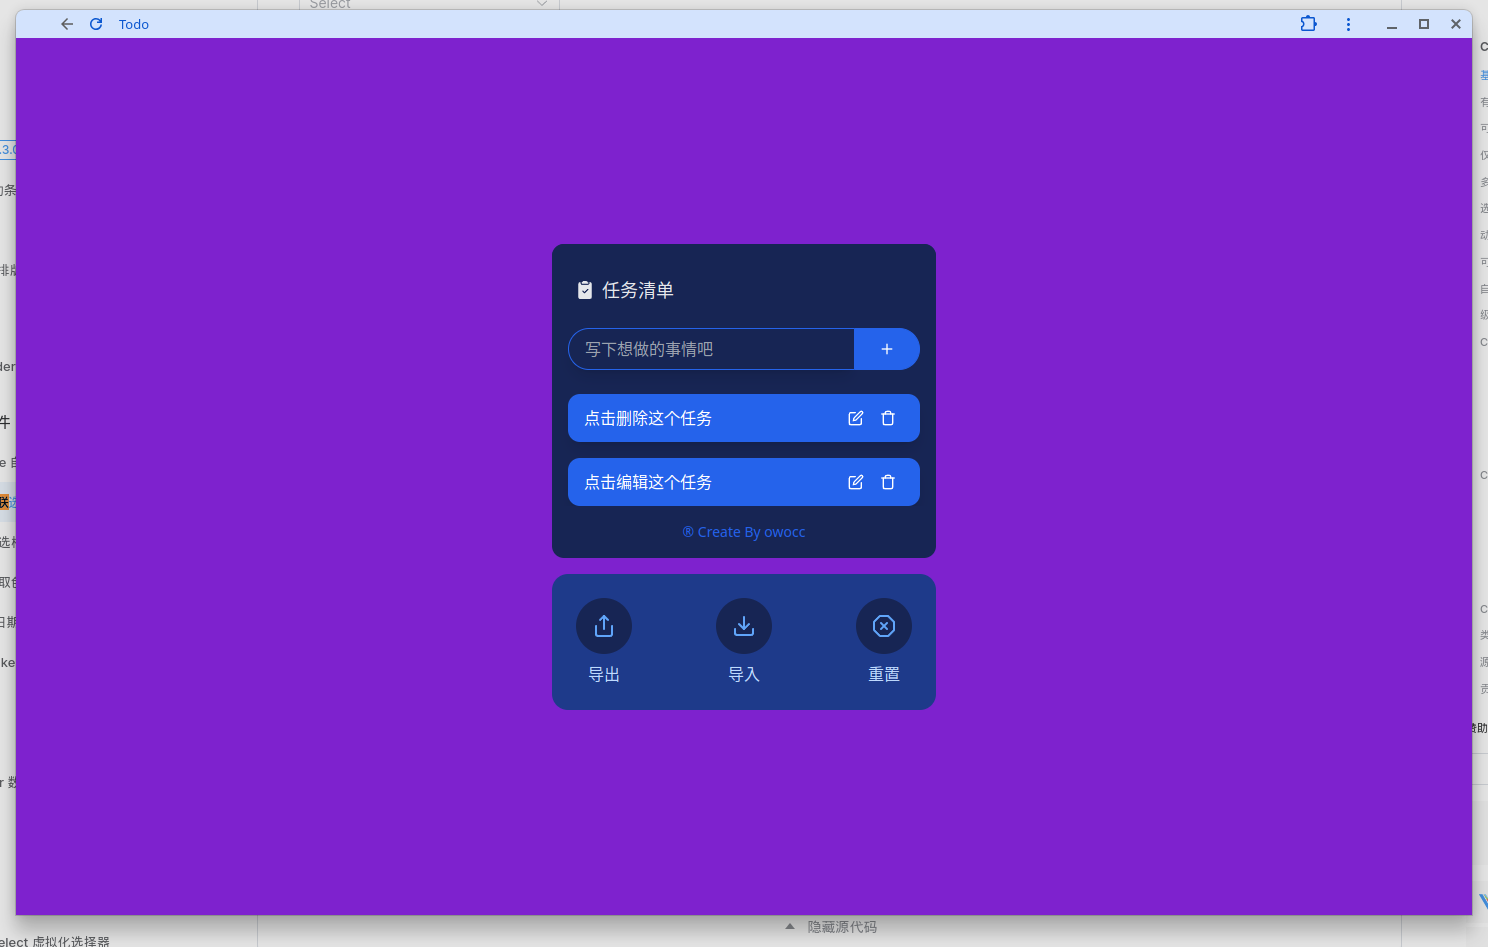 Select
Todo
任务清单
写下想做的事情吧
点击删除这个任务
点击编辑这个任务
® Create By owocc
导出
导入
重置
隐藏源代码
elect 虚拟化选择器